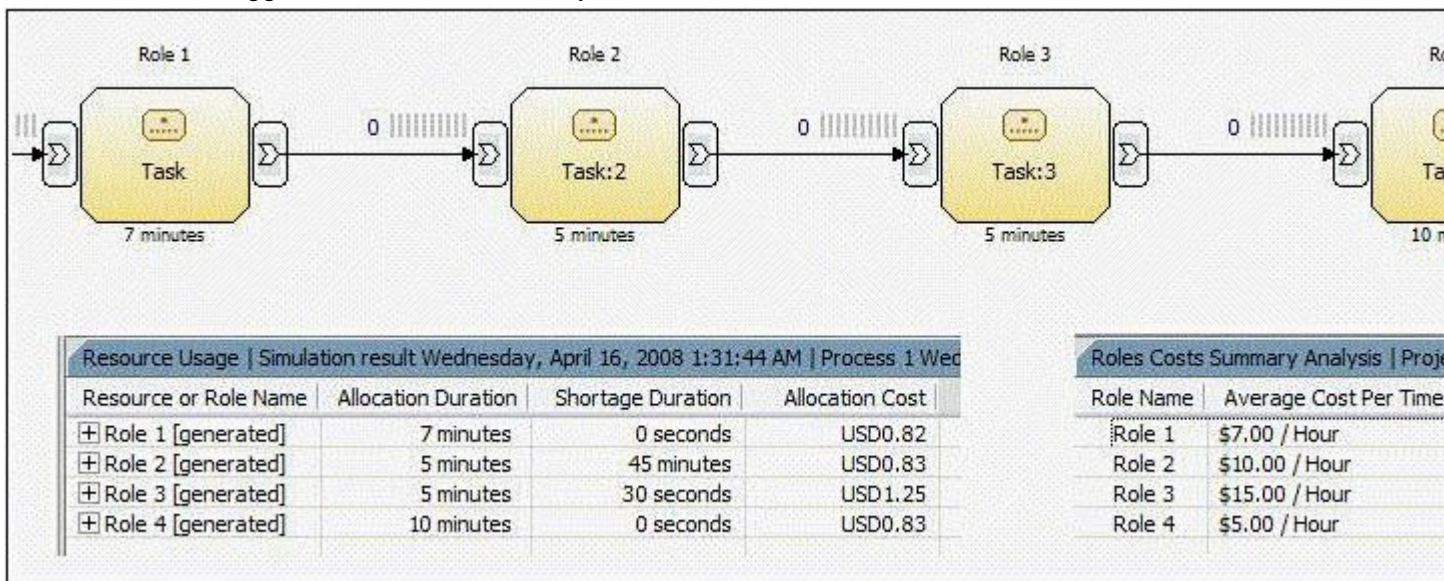 Role 1 Role 2 Role 3
0 0 0
Task Task:2 Task:3
7 minutes 5 minutes 5 minutes 10
Resource Usage | Simulation result Wednesday, April 16, 2008 1:31:44 AM | Process 1 Wed
Resource or Role Name Allocation Duration Shortage Duration Allocation Cost
Role 1 [generated] 7 minutes 0 seconds USD0.82
Role 2 [generated] 5 minutes 45 minutes USD0.83
Role 3 [generated] 5 minutes 30 seconds USD1.25
Role 4 [generated] 10 minutes 0 seconds USD0.83
Roles Costs Summary Analysis | Proje
Role Name Average Cost Per Time
Role 1 $7.00 / Hour
Role 2 $10.00 / Hour
Role 3 $15.00 / Hour
Role 4 $5.00 / Hour